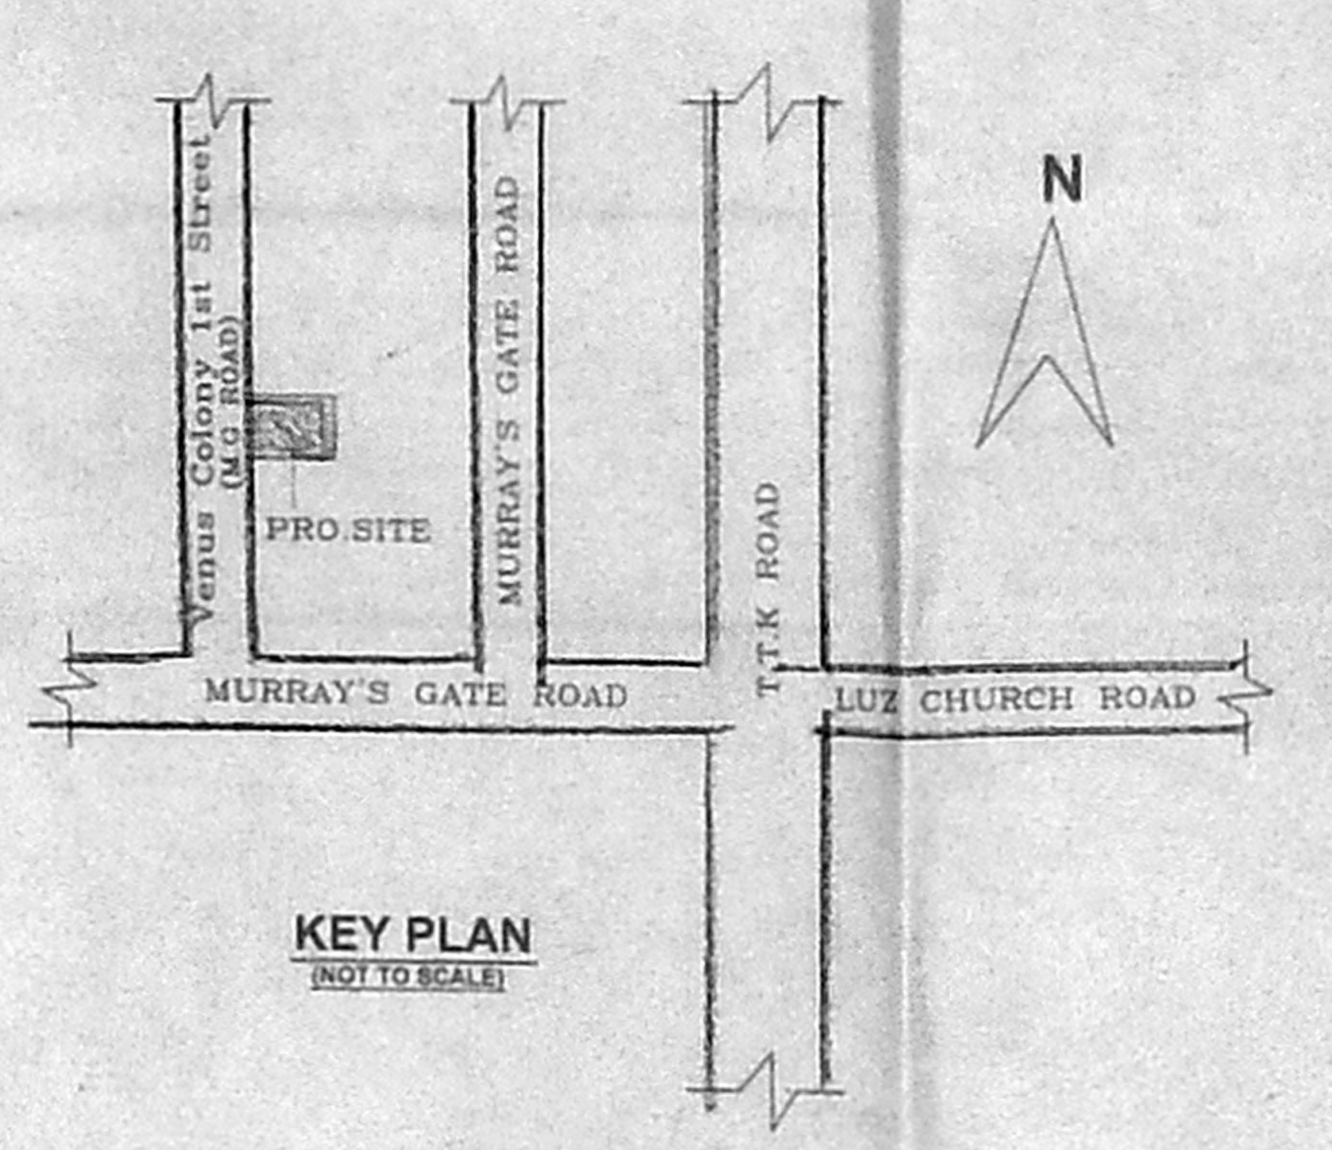 N
Venus Colony 1st Street
(M.G ROAD)
MURRAY'S GATE ROAD
T.T.K ROAD
PRO.SITE
MURRAY'S GATE ROAD
LUZ CHURCH ROAD
KEY PLAN
(NOT TO SCALE)